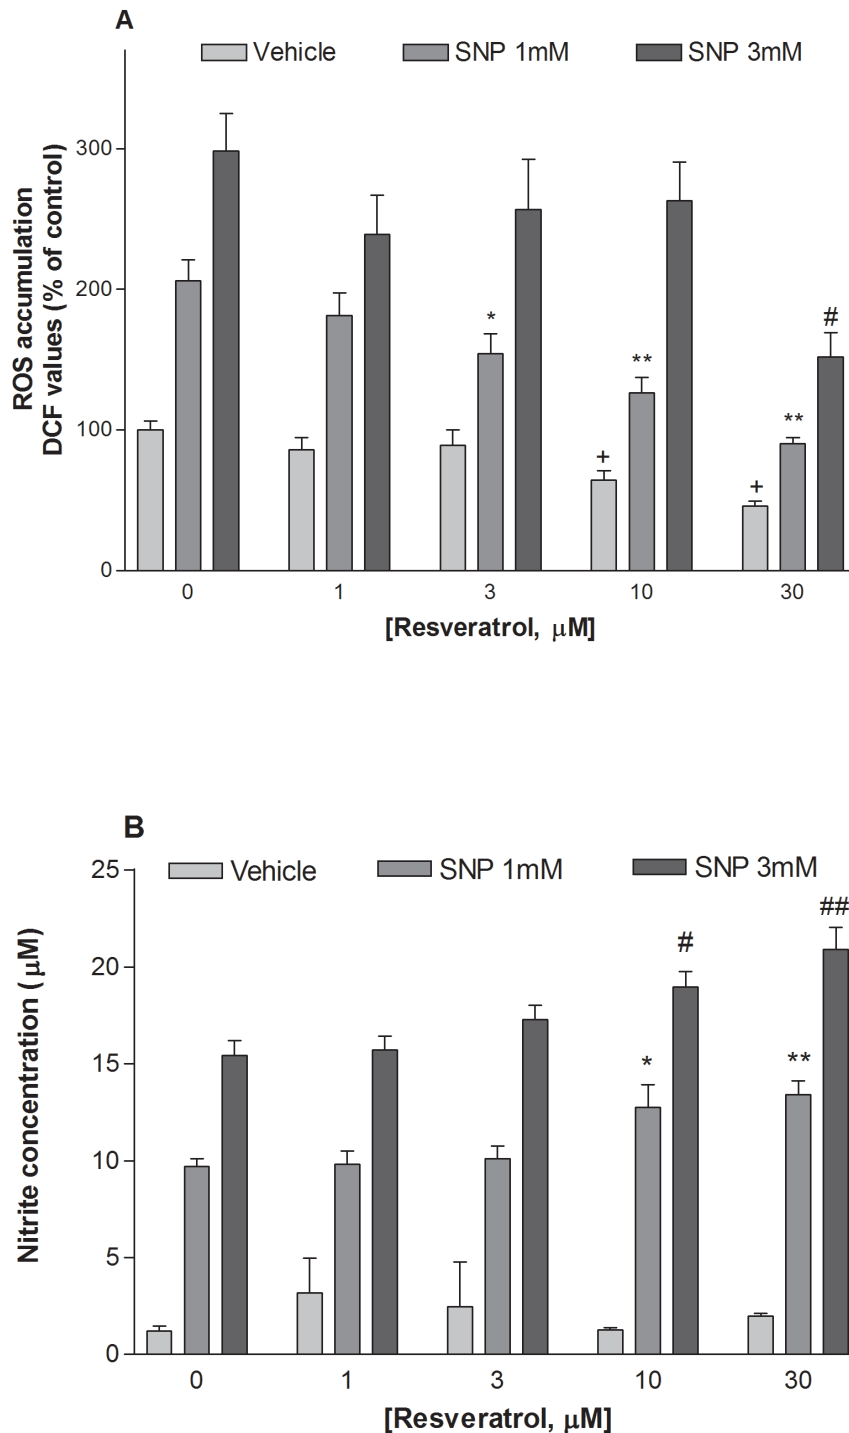 A
Vehicle SNP 1mM SNP 3mM
ROS accumulation
DCF values (% of control)
300
200
100
0
*
**
#
**
+
+
0 1 3 10 30
[Resveratrol, μM]
B
Vehicle SNP 1mM SNP 3mM
Nitrite concentration (μM)
25
20
15
10
5
0
##
#
*
**
0 1 3 10 30
[Resveratrol, μM]